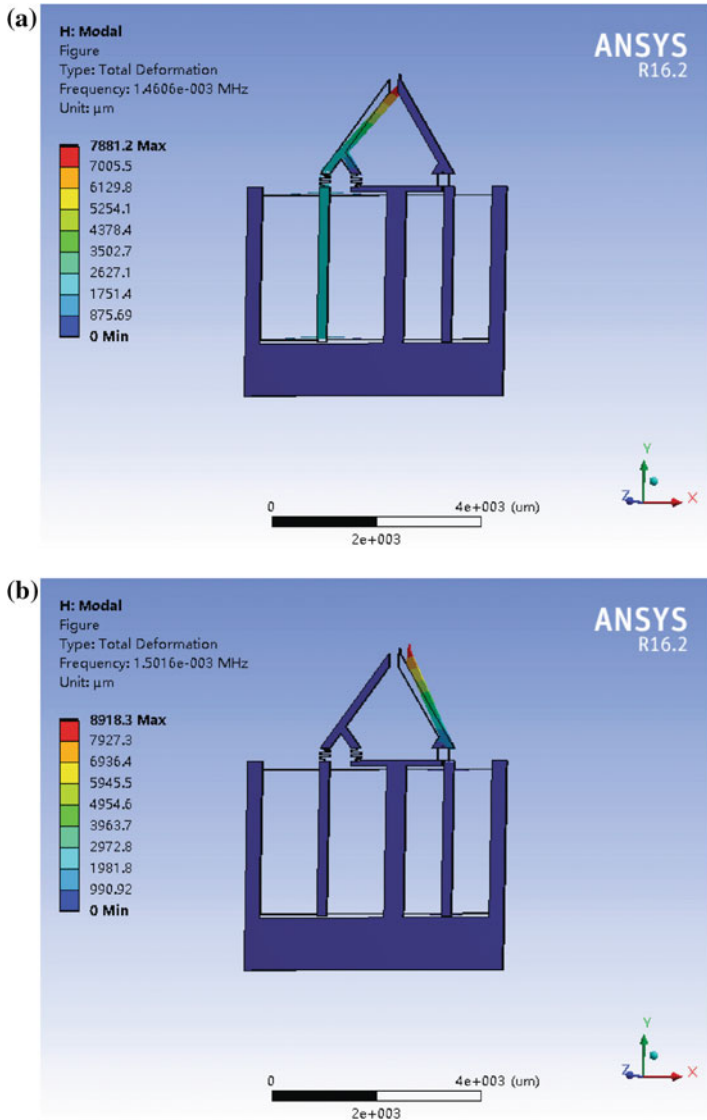 (a)
H: Modal
Figure
Type: Total Deformation
Frequency: 1.4606e-003 MHz
Unit: μm
ANSYS
R16.2
7881.2 Max
7005.5
6129.8
5254.1
4378.4
3502.7
2627.1
1751.4
875.69
0 Min
Y
Z
X
0
4e+003 (um)
2e+003
(b)
H: Modal
Figure
Type: Total Deformation
Frequency: 1.5016e-003 MHz
Unit: μm
ANSYS
R16.2
8918.3 Max
7927.3
6936.4
5945.5
4954.6
3963.7
2972.8
1981.8
990.92
0 Min
Y
Z
X
0
4e+003 (um)
2e+003